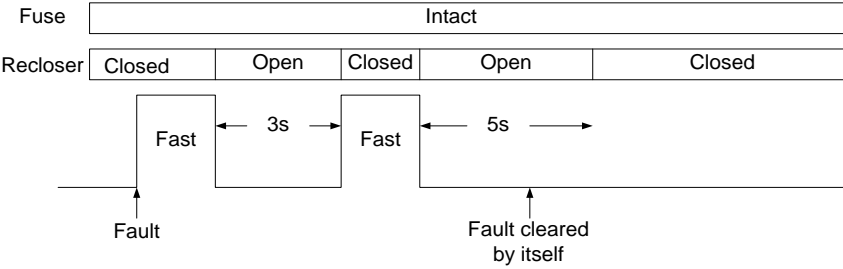 Fuse Intact
Recloser Closed Open Closed Open Closed
Fast 3s Fast 5s
Fault
Fault cleared
by itself